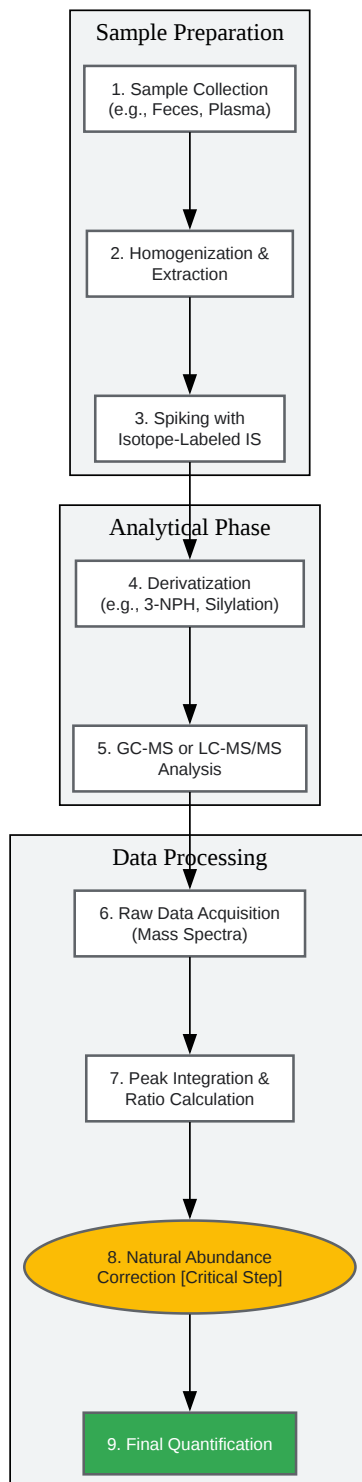 Sample Preparation
1. Sample Collection
(e.g., Feces, Plasma)
2. Homogenization &
Extraction
3. Spiking with
Isotope-Labeled IS
Analytical Phase
4. Derivatization
(e.g., 3-NPH, Silylation)
5. GC-MS or LC-MS/MS
Analysis
Data Processing
6. Raw Data Acquisition
(Mass Spectra)
7. Peak Integration &
Ratio Calculation
8. Natural Abundance
Correction [Critical Step]
9. Final Quantification